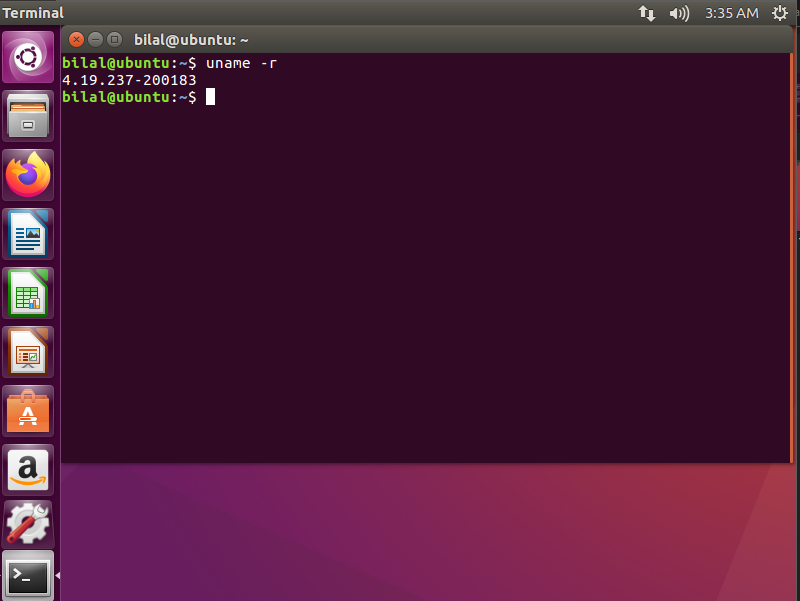 Terminal
3:35 AM
bilal@ubuntu: ~
bilal@ubuntu:~$ uname -r
4.19.237-200183
bilal@ubuntu:~$